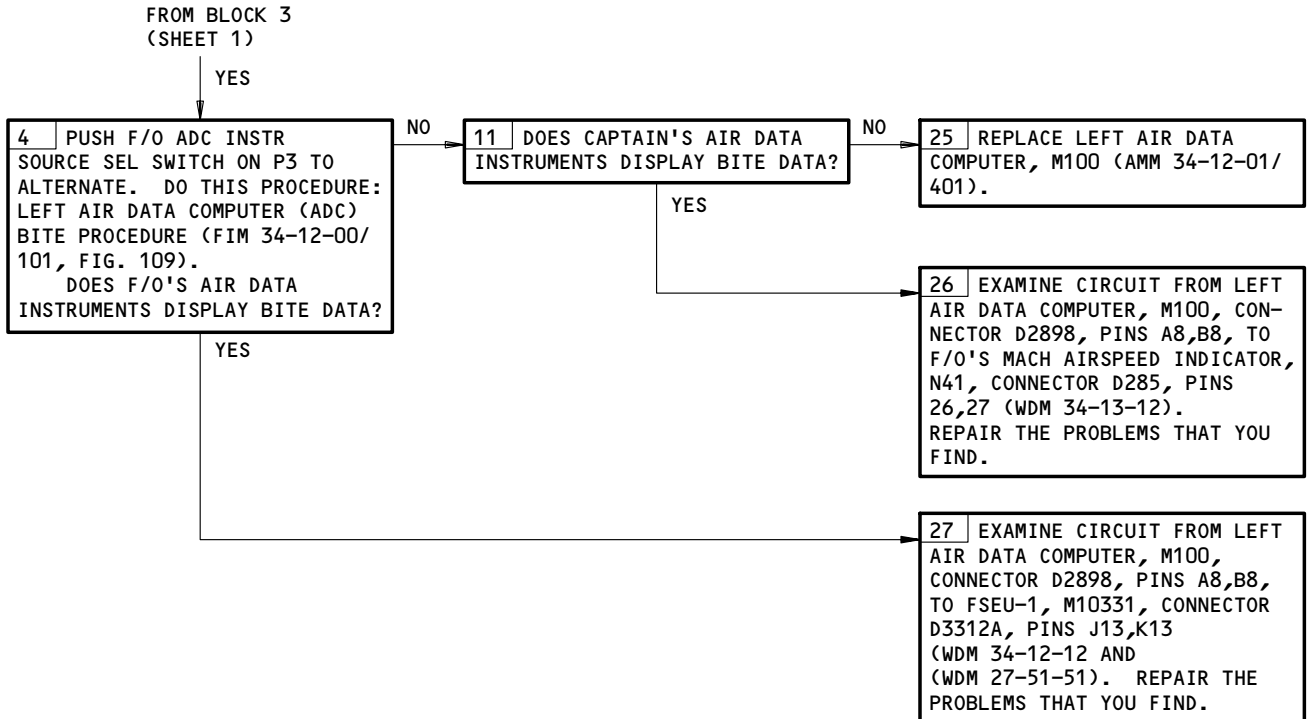 FROM BLOCK 3
(SHEET 1)
YES
4 PUSH F/O ADC INSTR
SOURCE SEL SWITCH ON P3 TO
ALTERNATE. DO THIS PROCEDURE:
LEFT AIR DATA COMPUTER (ADC)
BITE PROCEDURE (FIM 34-12-00/
101, FIG. 109).
DOES F/O'S AIR DATA
INSTRUMENTS DISPLAY BITE DATA?
NO
11 DOES CAPTAIN'S AIR DATA
INSTRUMENTS DISPLAY BITE DATA?
NO
25 REPLACE LEFT AIR DATA
COMPUTER, M100 (AMM 34-12-01/
401).
YES
26 EXAMINE CIRCUIT FROM LEFT
AIR DATA COMPUTER, M100, CON-
NECTOR D2898, PINS A8,B8, TO
F/O'S MACH AIRSPEED INDICATOR,
N41, CONNECTOR D285, PINS
26,27 (WDM 34-13-12).
REPAIR THE PROBLEMS THAT YOU
FIND.
YES
27 EXAMINE CIRCUIT FROM LEFT
AIR DATA COMPUTER, M100,
CONNECTOR D2898, PINS A8,B8,
TO FSEU-1, M10331, CONNECTOR
D3312A, PINS J13,K13
(WDM 34-12-12 AND
(WDM 27-51-51). REPAIR THE
PROBLEMS THAT YOU FIND.